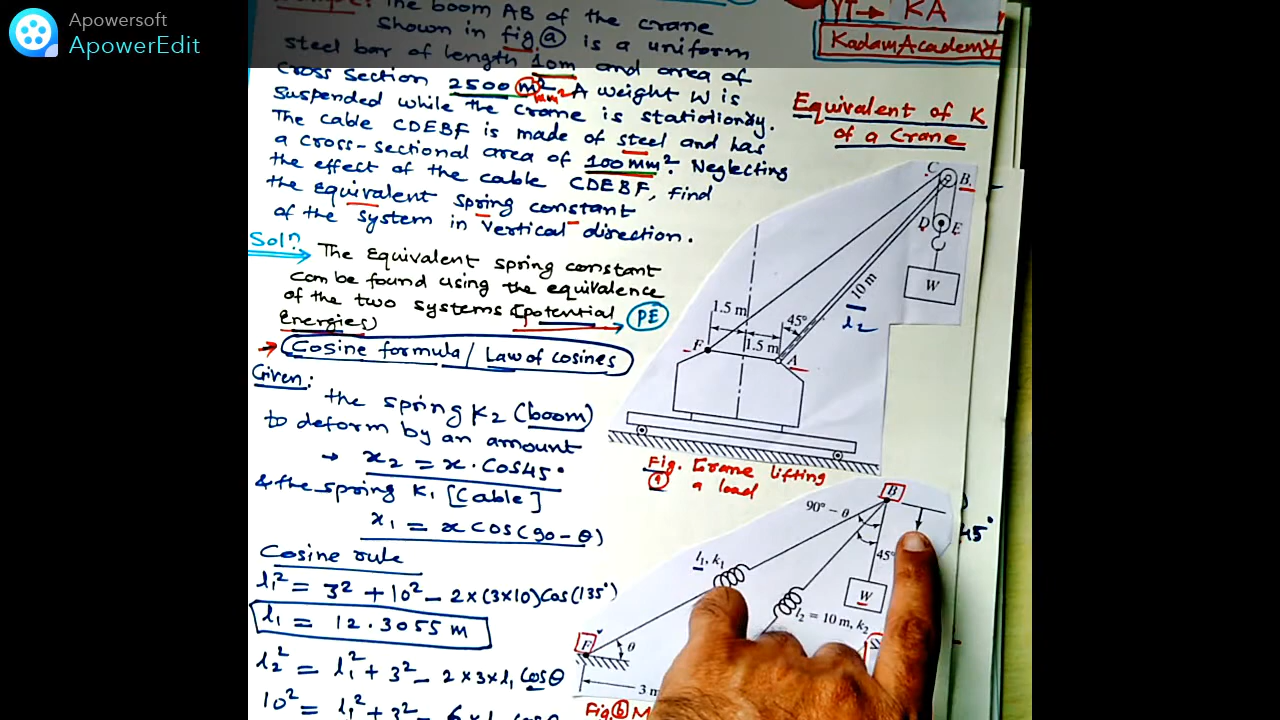 Apowersoft
ApowerEdit
The boom AB of the crane
shown in fig a is a uniform
steel bar of length 10m and area of
cross section 2500 m² A weight W is
mm²
suspended while the crane is stationary.
The cable CDEBF is made of steel and has
a cross-sectional area of 100mm². Neglecting
the effect of the cable CDEBF, find
the equivalent spring constant
of the system in vertical direction.
Soln
The Equivalent spring constant
can be found using the equivalence
of the two systems (potential
Energies)
PE
Cosine formula/ Law of cosines
Given:
the spring K2 (boom)
to deform by an amount
→ x2 = x. Cos45°
& the spring K1 [Cable]
x1 = x cos(90-θ)
Cosine rule
l1² = 3² + 10² - 2×(3×10)Cos(135°)
l1 = 12.3055 m
l2² = l1² + 3² - 2×3×l1 cosθ
10² = l1² + 3²
KA
Kadam Academy
Equivalent of K
of a Crane
C
B
D
E
W
10 m
l2
1.5 m
45°
1.5 m
F
A
Fig. Crane lifting
a load
a
B
90° − θ
45°
45°
l1, k1
W
l2 = 10 m, k2
F
θ
3 m
Fig. b